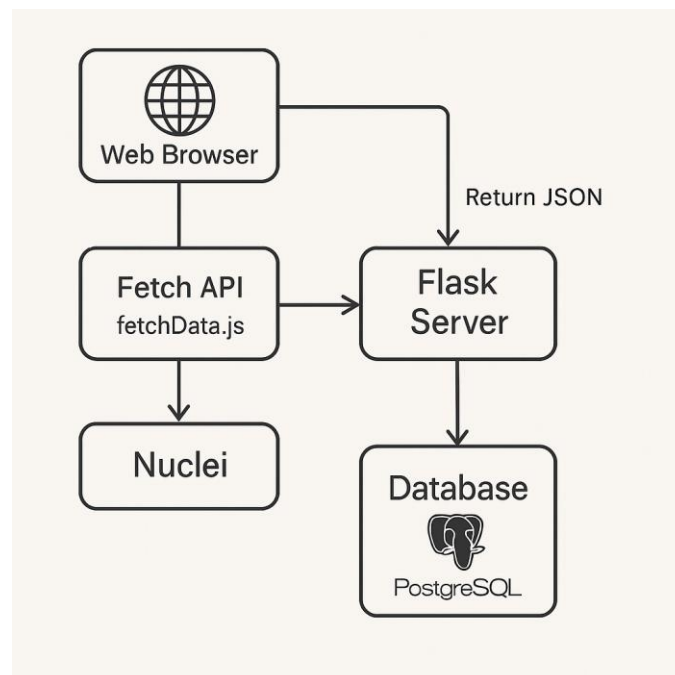 Web Browser
Return JSON
Fetch API
fetchData.js
Flask
Server
Nuclei
Database
PostgreSQL